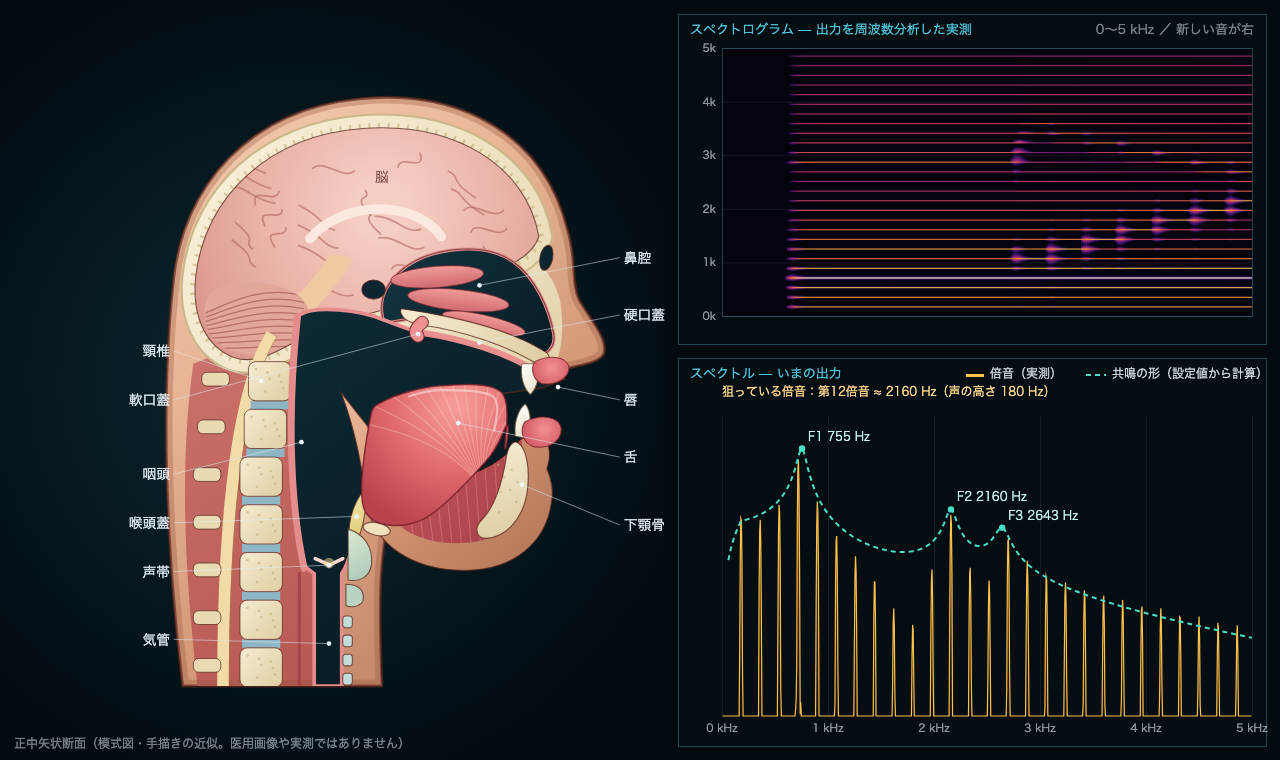 脳
鼻腔
硬口蓋
唇
舌
下顎骨
頸椎
軟口蓋
咽頭
喉頭蓋
声帯
気管
正中矢状断面（模式図・手描きの近似。医用画像や実測ではありません）
スペクトログラム — 出力を周波数分析した実測
0〜5 kHz ／ 新しい音が右
5k
4k
3k
2k
1k
0k
スペクトル — いまの出力
倍音（実測）
共鳴の形（設定値から計算）
狙っている倍音：第12倍音 ≈ 2160 Hz（声の高さ 180 Hz）
F1 755 Hz
F2 2160 Hz
F3 2643 Hz
0 kHz
1 kHz
2 kHz
3 kHz
4 kHz
5 kHz